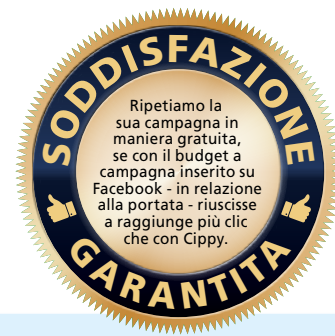 SODDISFAZIONE
Ripetiamo la
sua campagna in
maniera gratuita,
se con il budget a
campagna inserito su
Facebook - in relazione
alla portata - riuscisse
a raggiunge più clic
che con Cippy.
GARANTITA